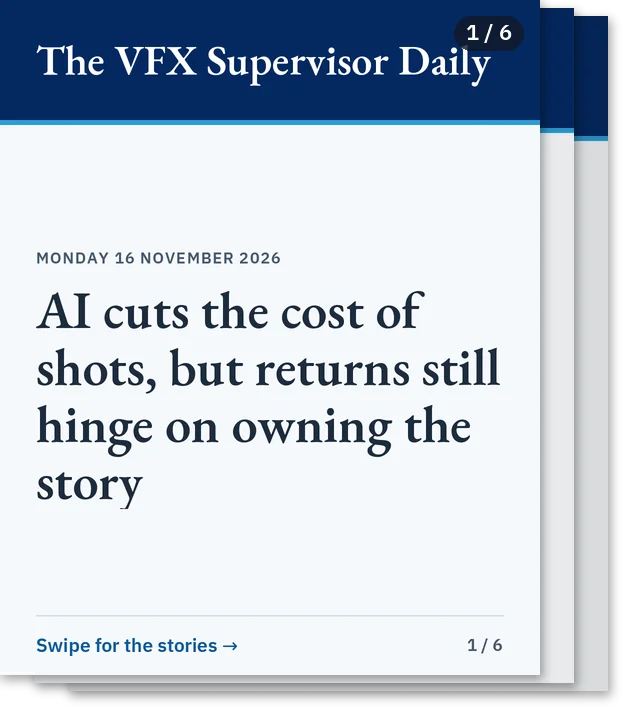 1 / 6
The VFX Supervisor Daily
MONDAY 16 NOVEMBER 2026
AI cuts the cost of
shots, but returns still
hinge on owning the
story
Swipe for the stories →
1 / 6